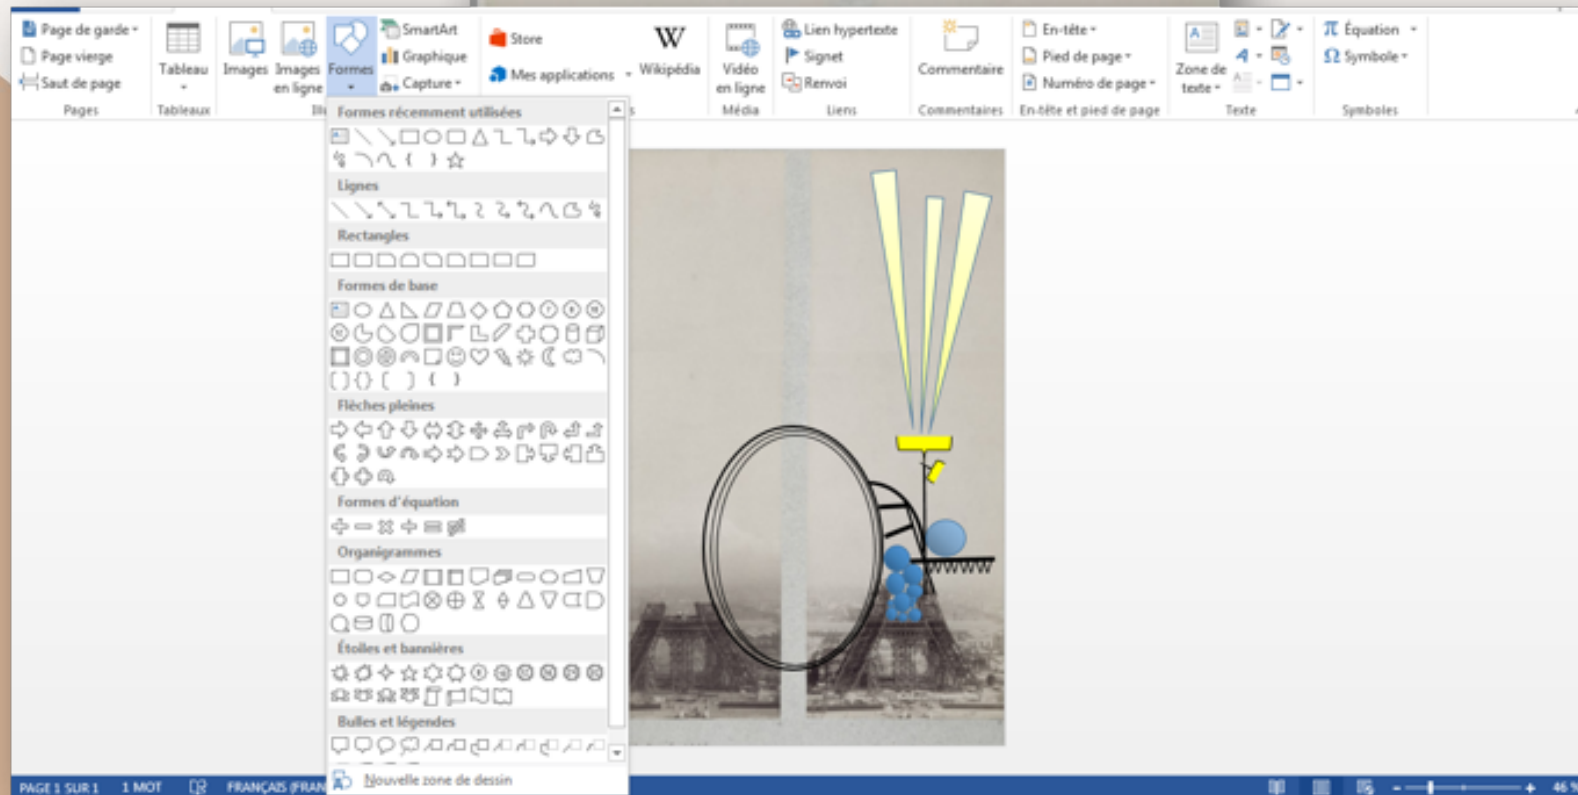 Page de garde
Page vierge
Saut de page
Pages
Tableau
Tableaux
Images
Images
en ligne
Formes
SmartArt
Graphique
Capture
Store
Mes applications
W
Wikipédia
Vidéo
en ligne
Média
Lien hypertexte
Signet
Renvoi
Liens
Commentaire
Commentaires
En-tête
Pied de page
Numéro de page
En-tête et pied de page
A
Zone de
texte
Texte
π Équation
Ω Symbole
Symboles
Formes récemment utilisées
Lignes
Rectangles
Formes de base
Flèches pleines
Formes d'équation
Organigrammes
Étoiles et bannières
Bulles et légendes
Nouvelle zone de dessin
PAGE 1 SUR 1 1 MOT FRANÇAIS (FRAN
46 %